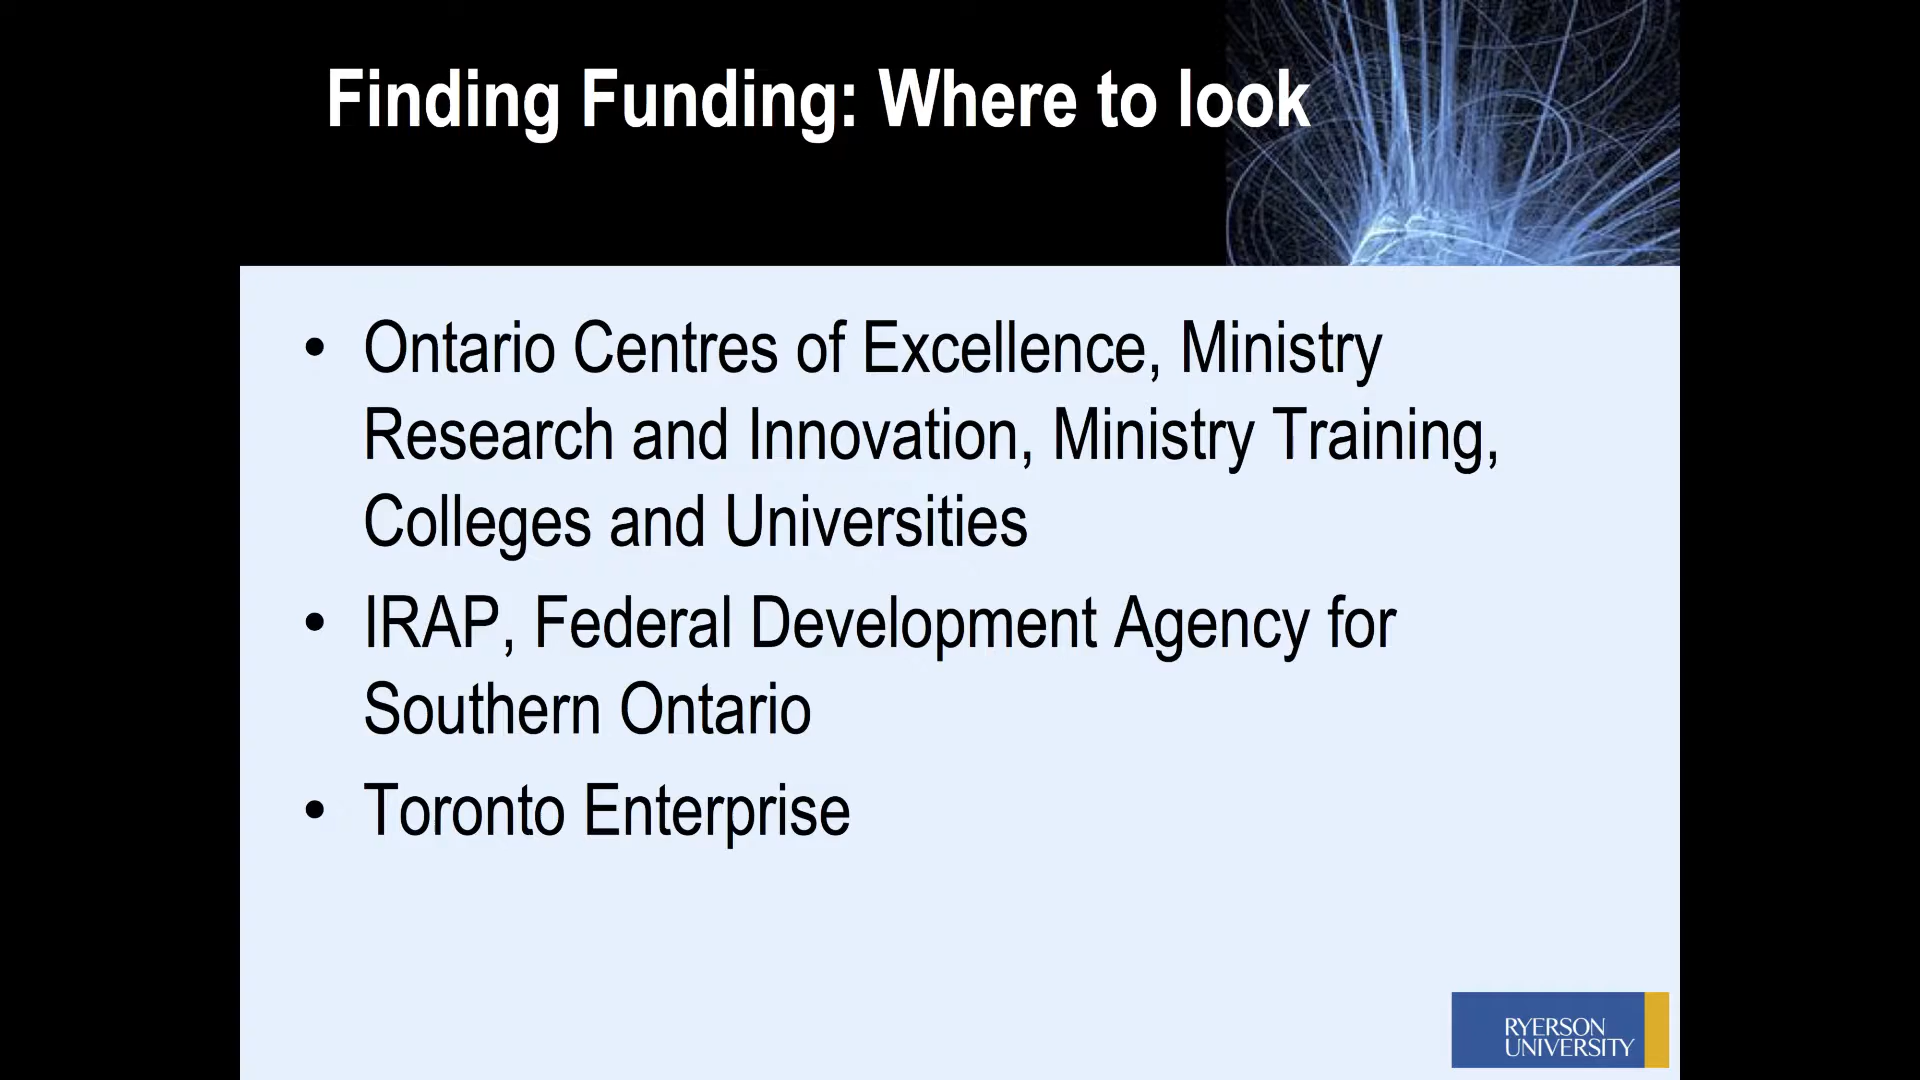 Finding Funding: Where to look
• Ontario Centres of Excellence, Ministry
Research and Innovation, Ministry Training,
Colleges and Universities
• IRAP, Federal Development Agency for
Southern Ontario
• Toronto Enterprise
RYERSON
UNIVERSITY